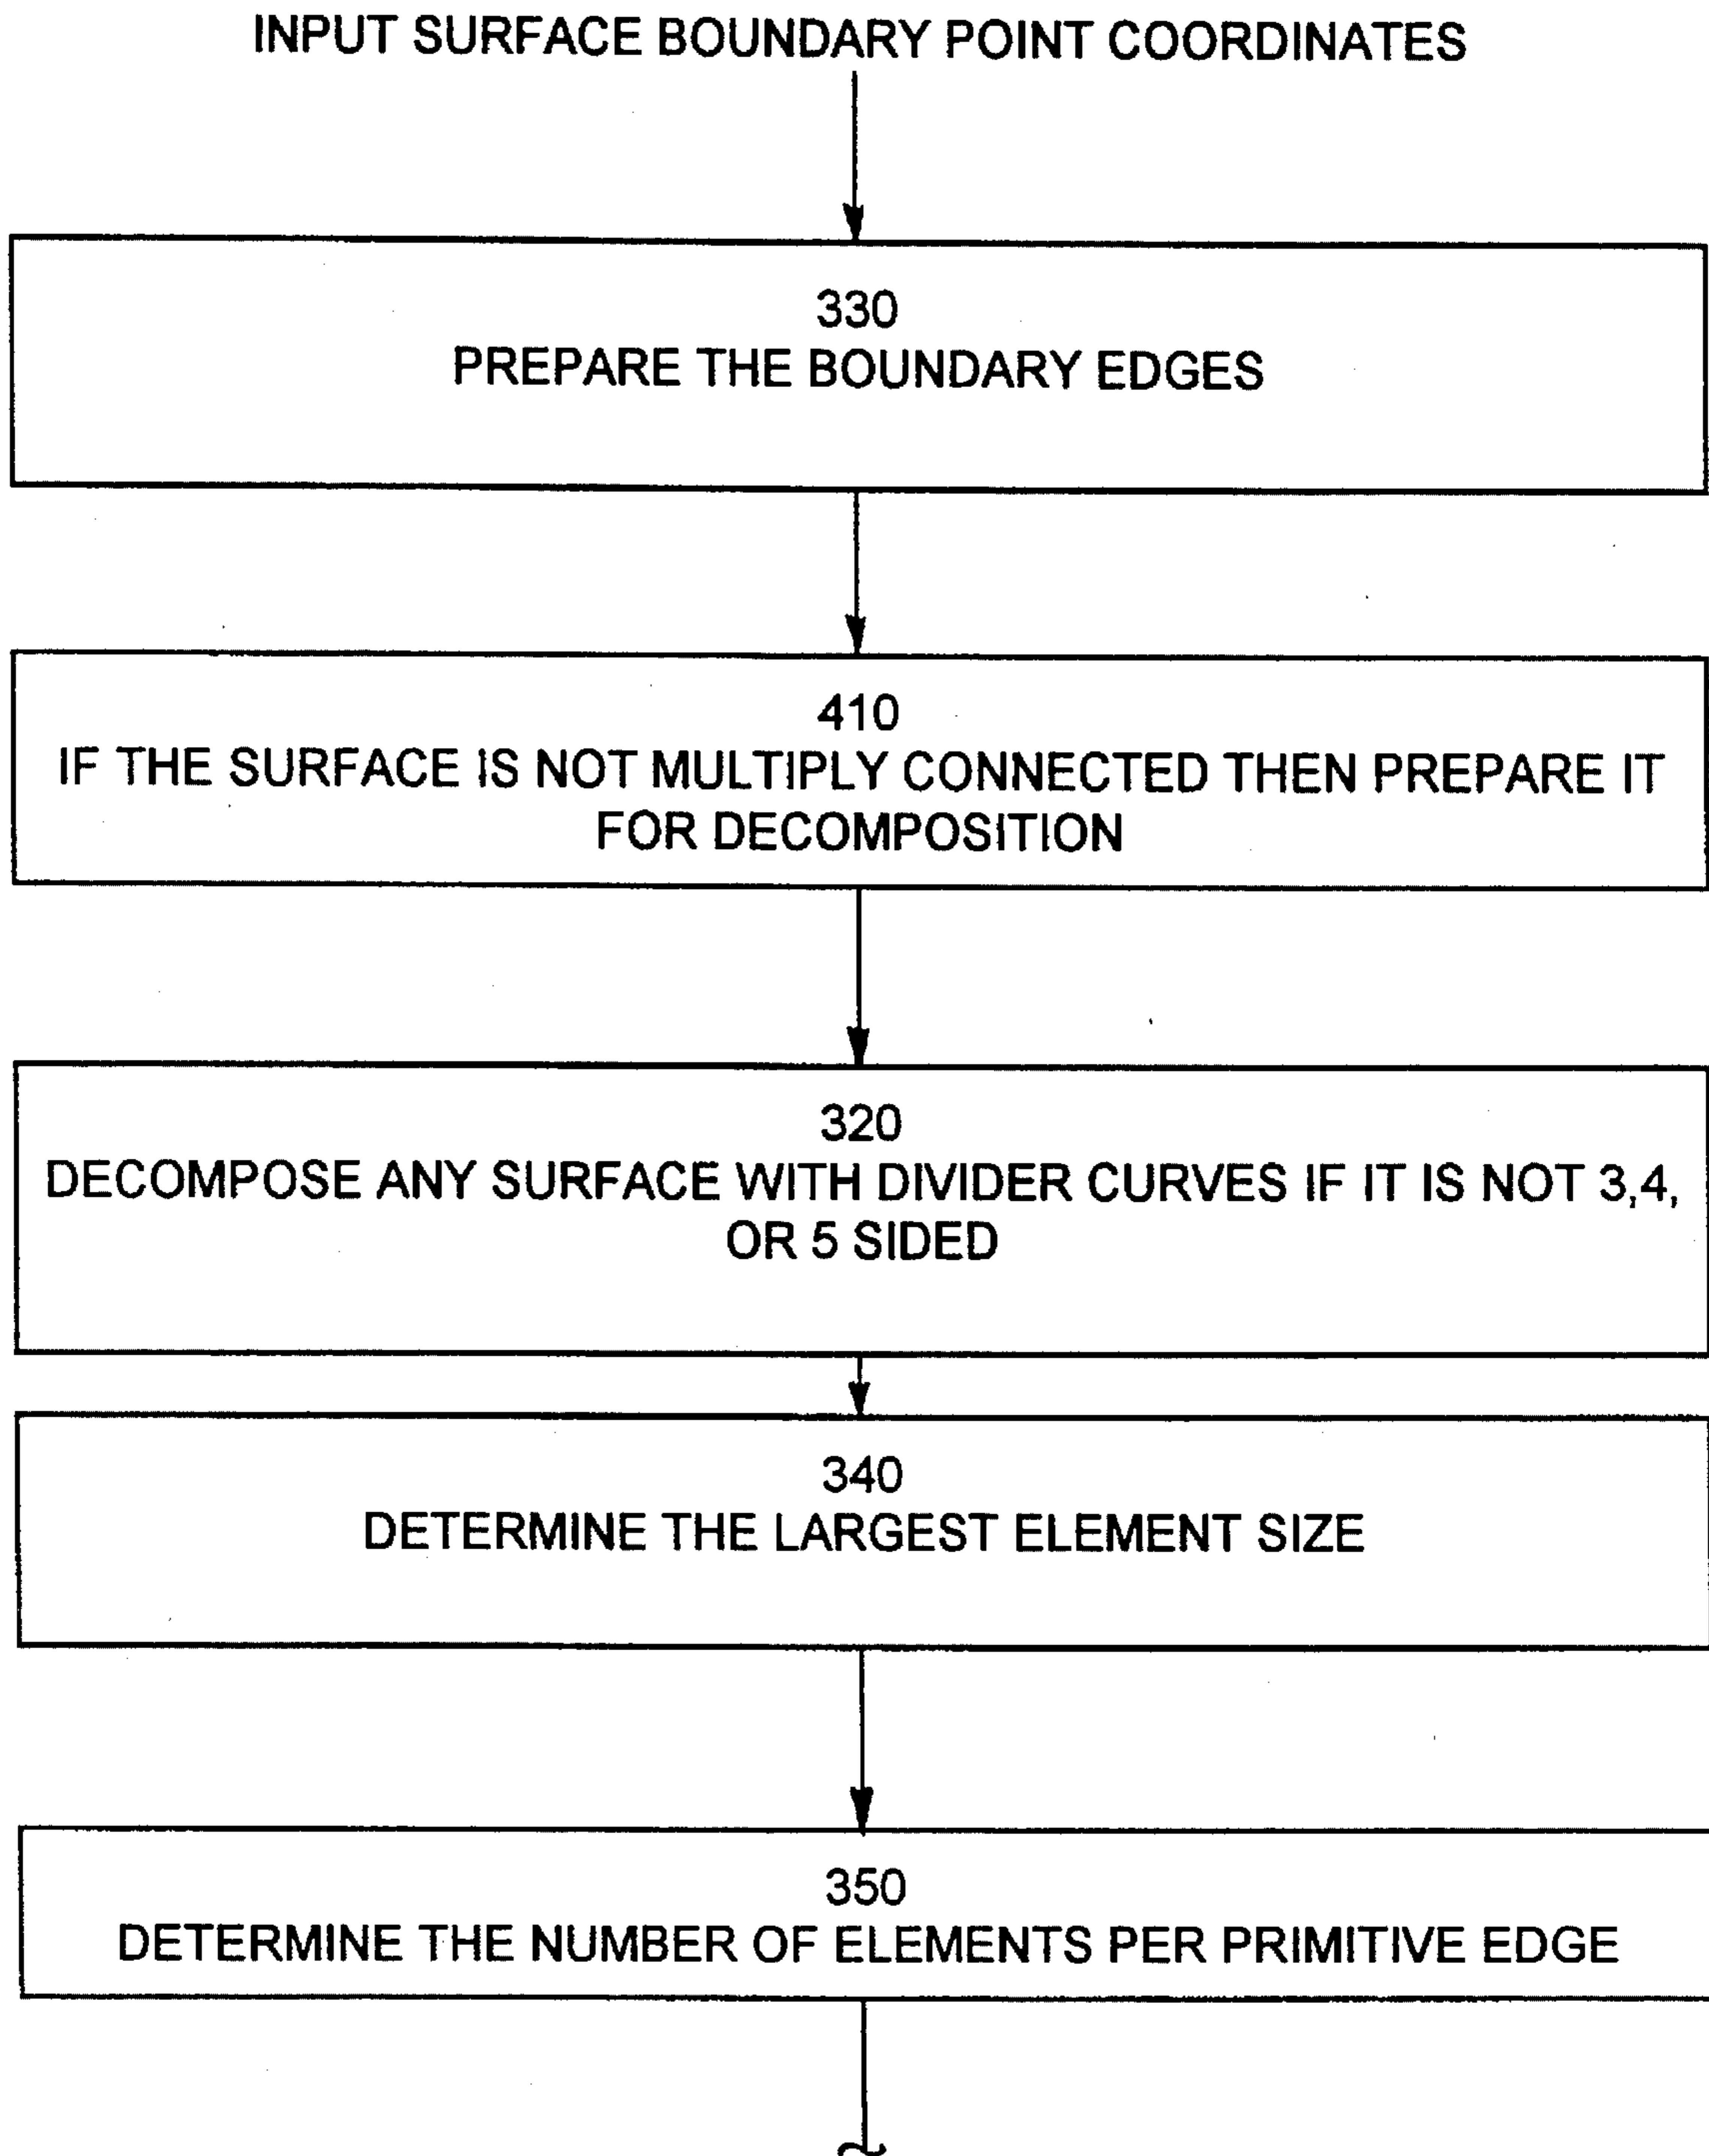 INPUT SURFACE BOUNDARY POINT COORDINATES
330
PREPARE THE BOUNDARY EDGES
410
IF THE SURFACE IS NOT MULTIPLY CONNECTED THEN PREPARE IT
FOR DECOMPOSITION
320
DECOMPOSE ANY SURFACE WITH DIVIDER CURVES IF IT IS NOT 3,4,
OR 5 SIDED
340
DETERMINE THE LARGEST ELEMENT SIZE
350
DETERMINE THE NUMBER OF ELEMENTS PER PRIMITIVE EDGE